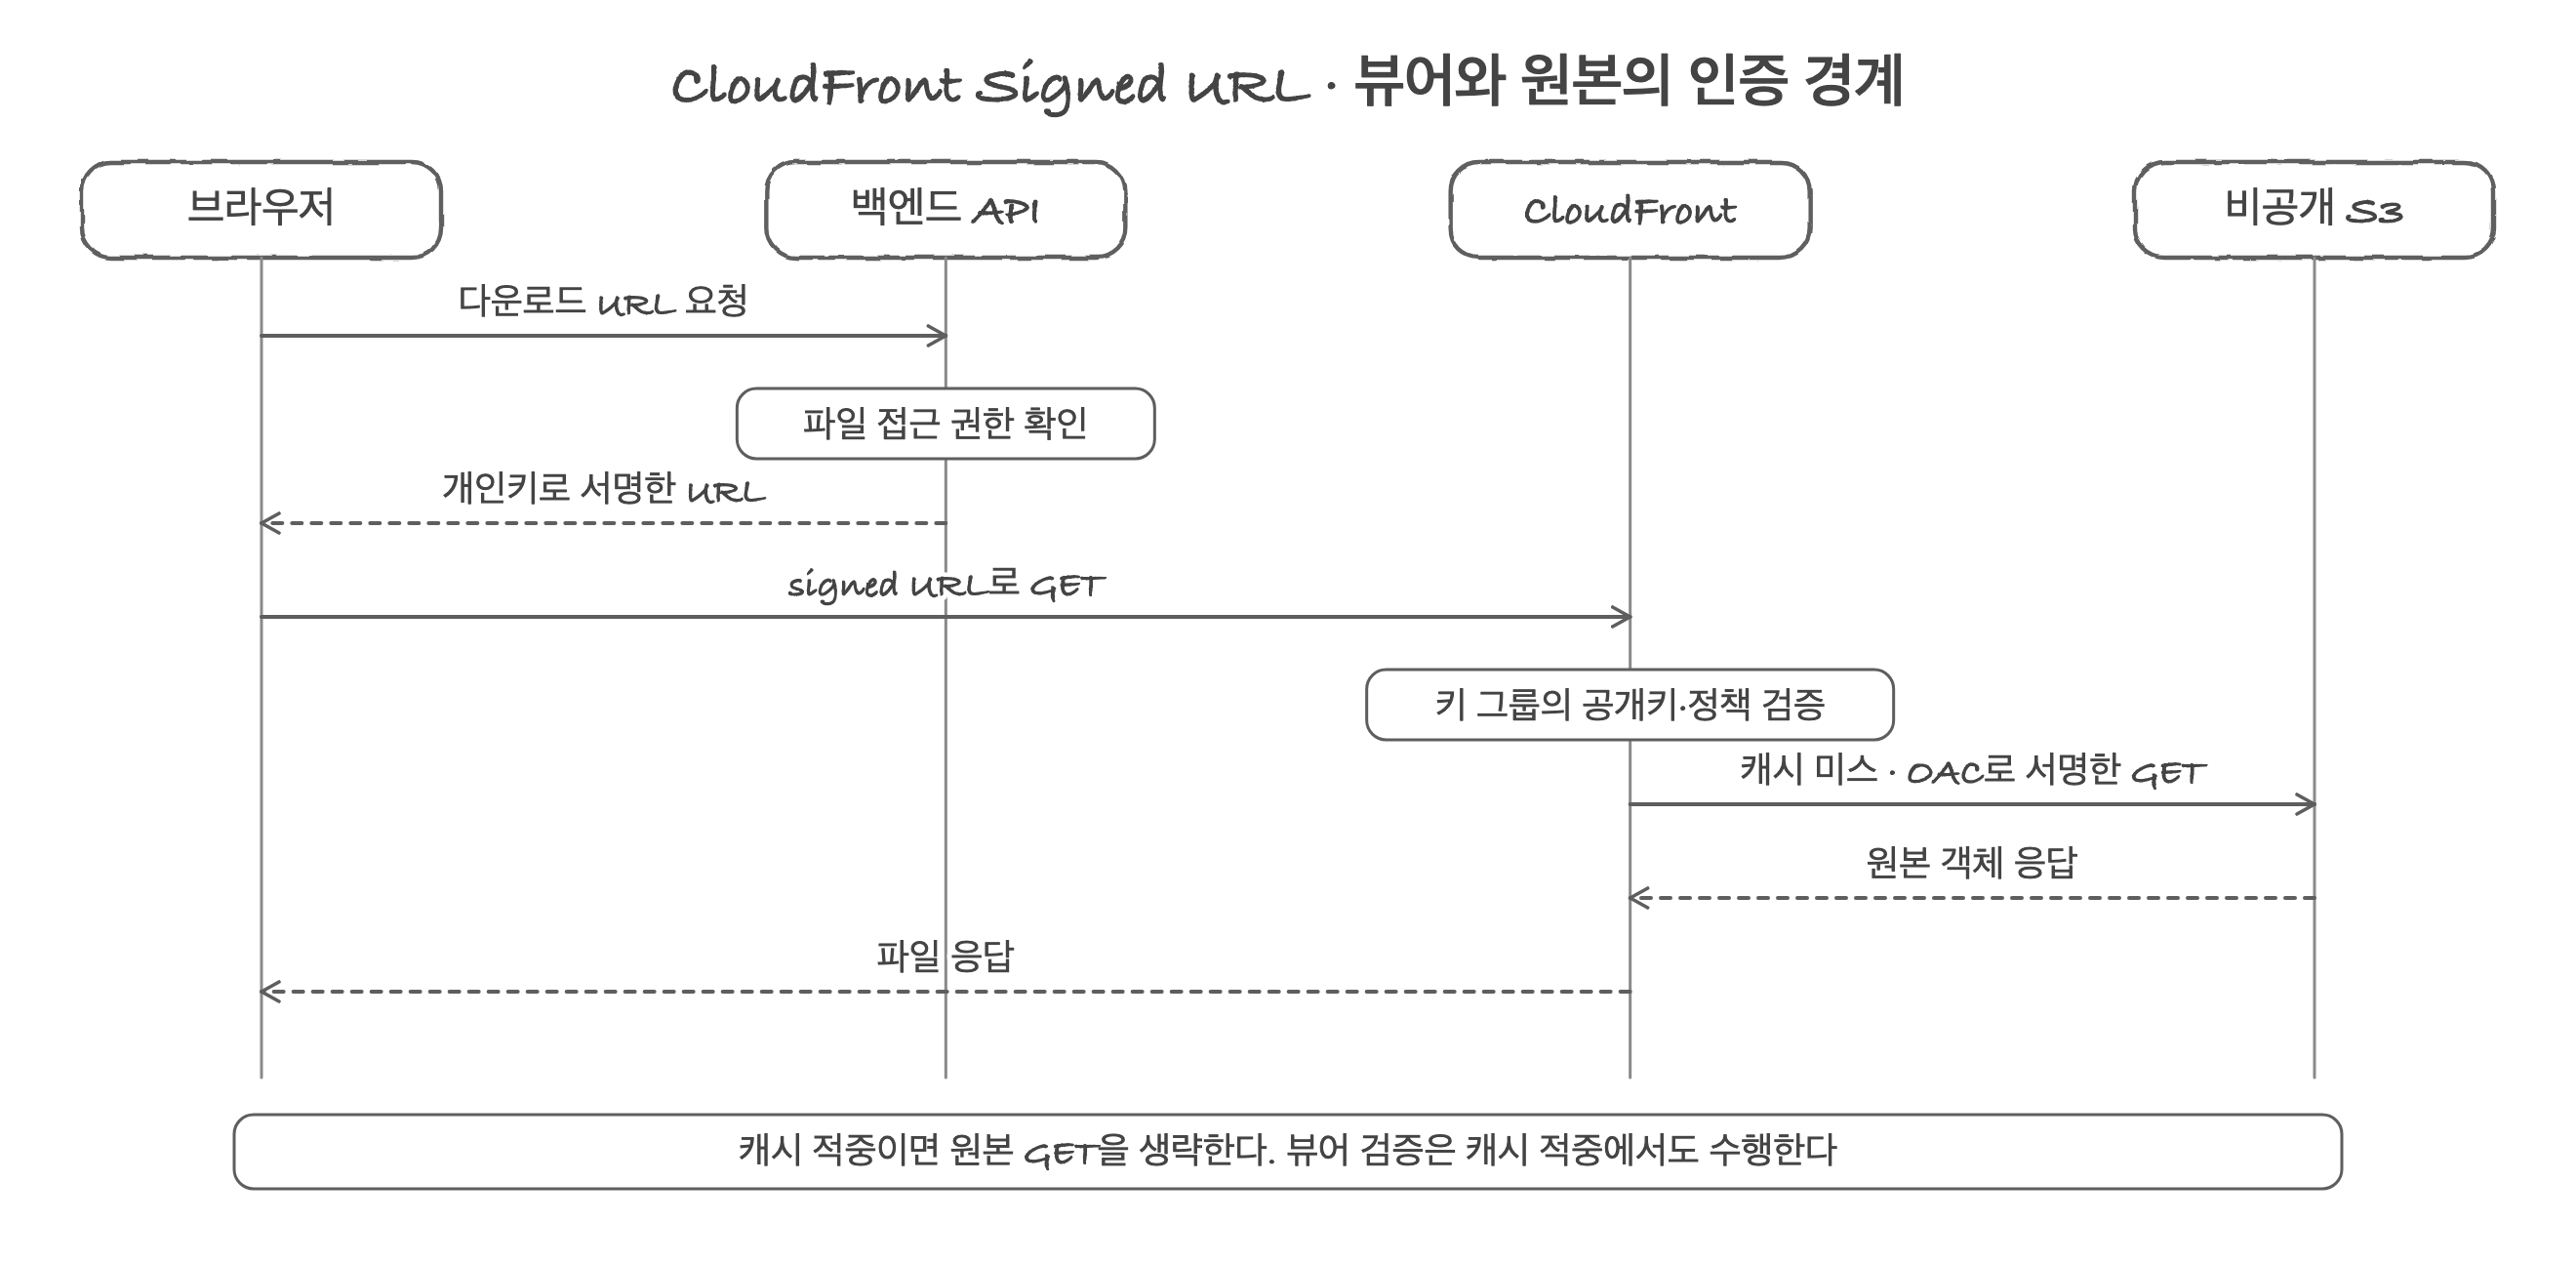 CloudFront Signed URL · 뷰어와 원본의 인증 경계
브라우저
백엔드 API
CloudFront
비공개 S3
다운로드 URL 요청
파일 접근 권한 확인
개인키로 서명한 URL
signed URL로 GET
키 그룹의 공개키·정책 검증
캐시 미스 · OAC로 서명한 GET
원본 객체 응답
파일 응답
캐시 적중이면 원본 GET을 생략한다. 뷰어 검증은 캐시 적중에서도 수행한다